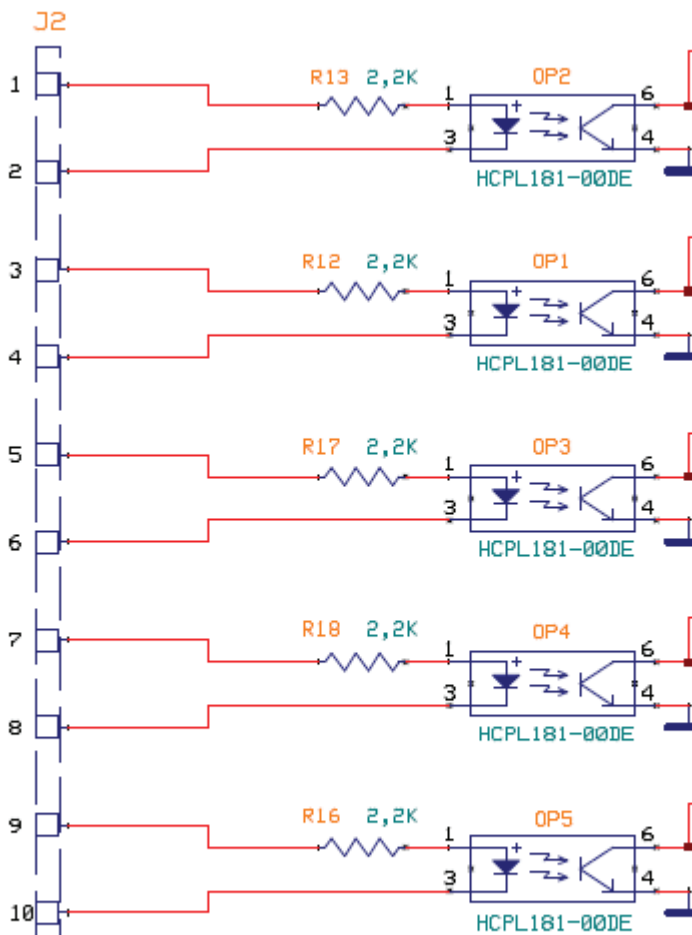 J2
R13 2,2K OP2
1 1 6
2 3 4
HCPL181-00DE
R12 2,2K OP1
3 1 6
4 3 4
HCPL181-00DE
R17 2,2K OP3
5 1 6
6 3 4
HCPL181-00DE
R18 2,2K OP4
7 1 6
8 3 4
HCPL181-00DE
R16 2,2K OP5
9 1 6
10 3 4
HCPL181-00DE